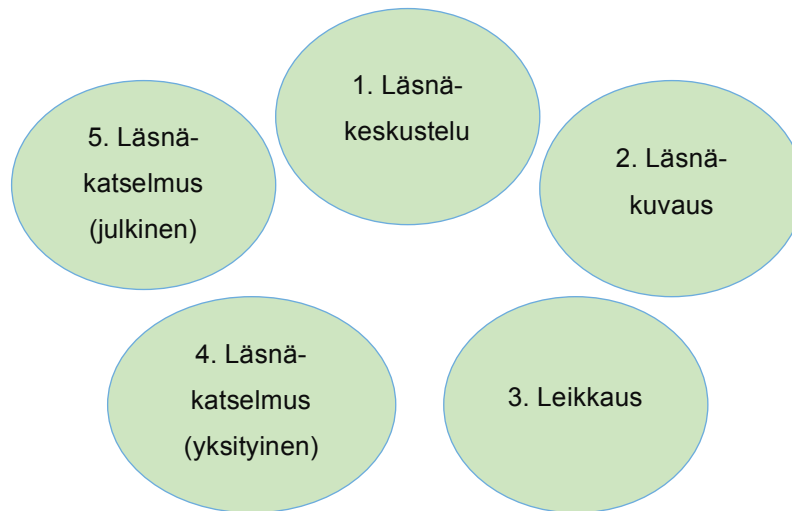 1. Läsnä-
keskustelu
2. Läsnä-
kuvaus
3. Leikkaus
4. Läsnä-
katselmus
(yksityinen)
5. Läsnä-
katselmus
(julkinen)